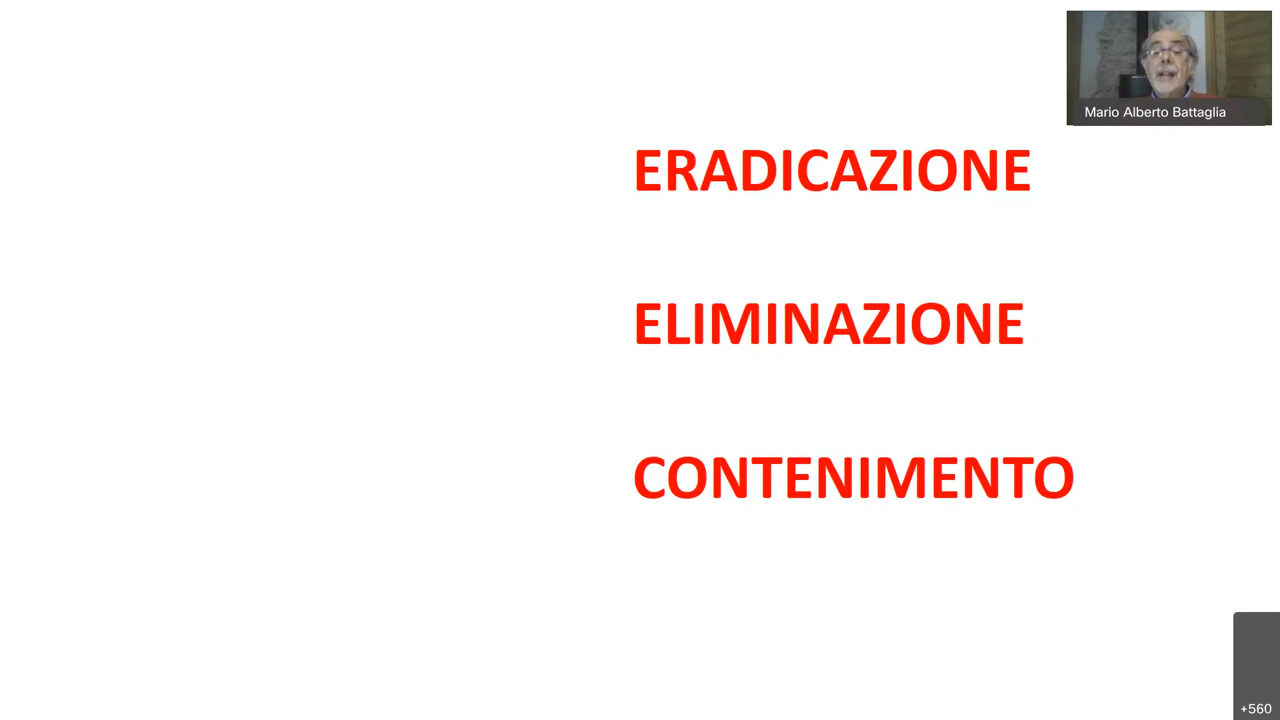 Mario Alberto Battaglia
ERADICAZIONE
ELIMINAZIONE
CONTENIMENTO
+560